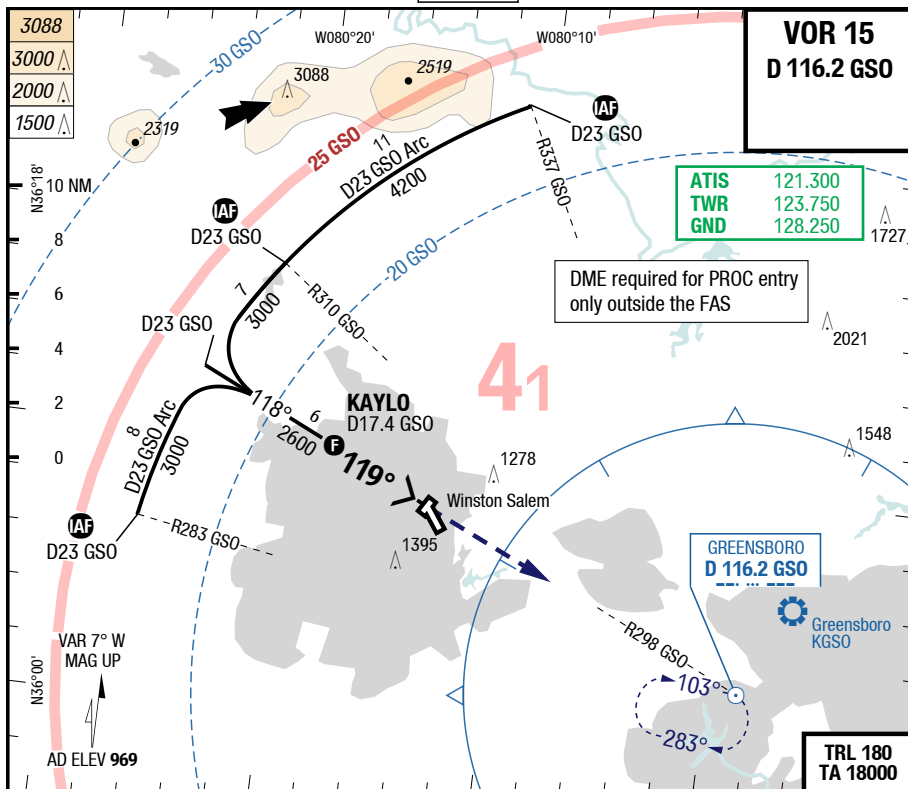 3088
3000
2000
1500
30 GSO
W080°20'
W080°10'
VOR 15
D 116.2 GSO
3088
2519
2319
25 GSO
IAF
D23 GSO
11
D23 GSO Arc
4200
R337 GSO
ATIS 121.300
TWR 123.750
GND 128.250
1727
N36°18'
10 NM
8
6
4
2
0
IAF
D23 GSO
20 GSO
DME required for PROC entry
only outside the FAS
7
3000
R310 GSO
D23 GSO
2021
41
8
D23 GSO Arc
3000
118°
6
2600
KAYLO
D17.4 GSO
F
119°
1548
1278
Winston Salem
IAF
D23 GSO
R283 GSO
1395
GREENSBORO
D 116.2 GSO
Greensboro
KGSO
R298 GSO
VAR 7° W
MAG UP
N36°00'
103°
283°
AD ELEV 969
TRL 180
TA 18000